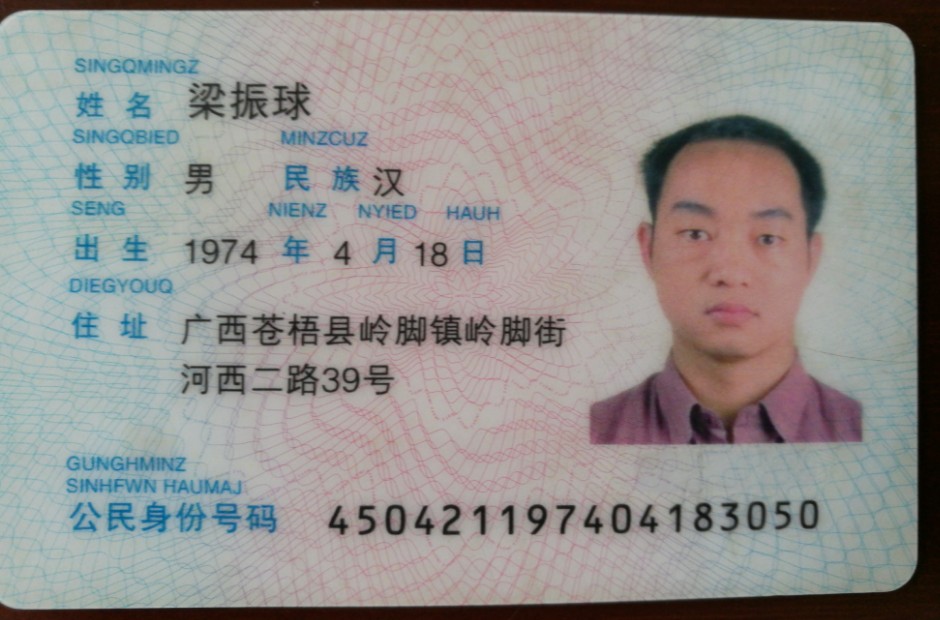 SINGQMINGZ
姓 名 梁振球
SINGQBIED MINZCUZ
性 别 男 民 族 汉
SENG NIENZ NYIED HAUH
出 生 1974 年 4 月 18 日
DIEGYOUQ
住 址 广西苍梧县岭脚镇岭脚街
河西二路39号
GUNGHMINZ
SINHFWN HAUMAJ
公民身份号码 450421197404183050